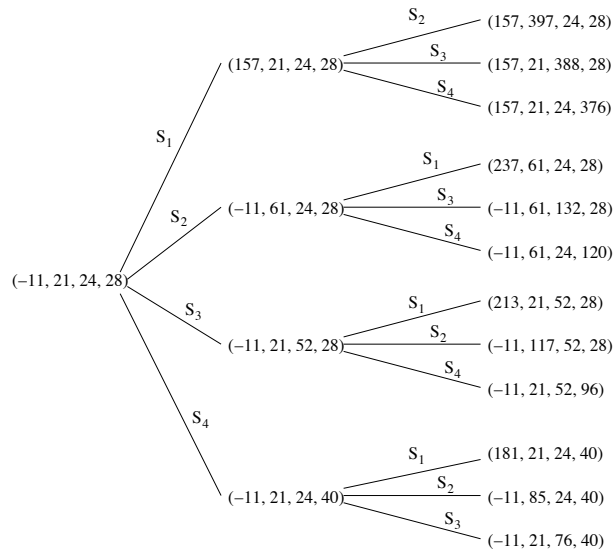 S2
(157, 397, 24, 28)
S3
(157, 21, 24, 28)
(157, 21, 388, 28)
S4
(157, 21, 24, 376)
S1
S1
(237, 61, 24, 28)
S2
S3
(–11, 61, 24, 28)
(–11, 61, 132, 28)
S4
(–11, 61, 24, 120)
(–11, 21, 24, 28)
S1
(213, 21, 52, 28)
S3
S2
(–11, 21, 52, 28)
(–11, 117, 52, 28)
S4
(–11, 21, 52, 96)
S4
S1
(181, 21, 24, 40)
S2
(–11, 21, 24, 40)
(–11, 85, 24, 40)
S3
(–11, 21, 76, 40)